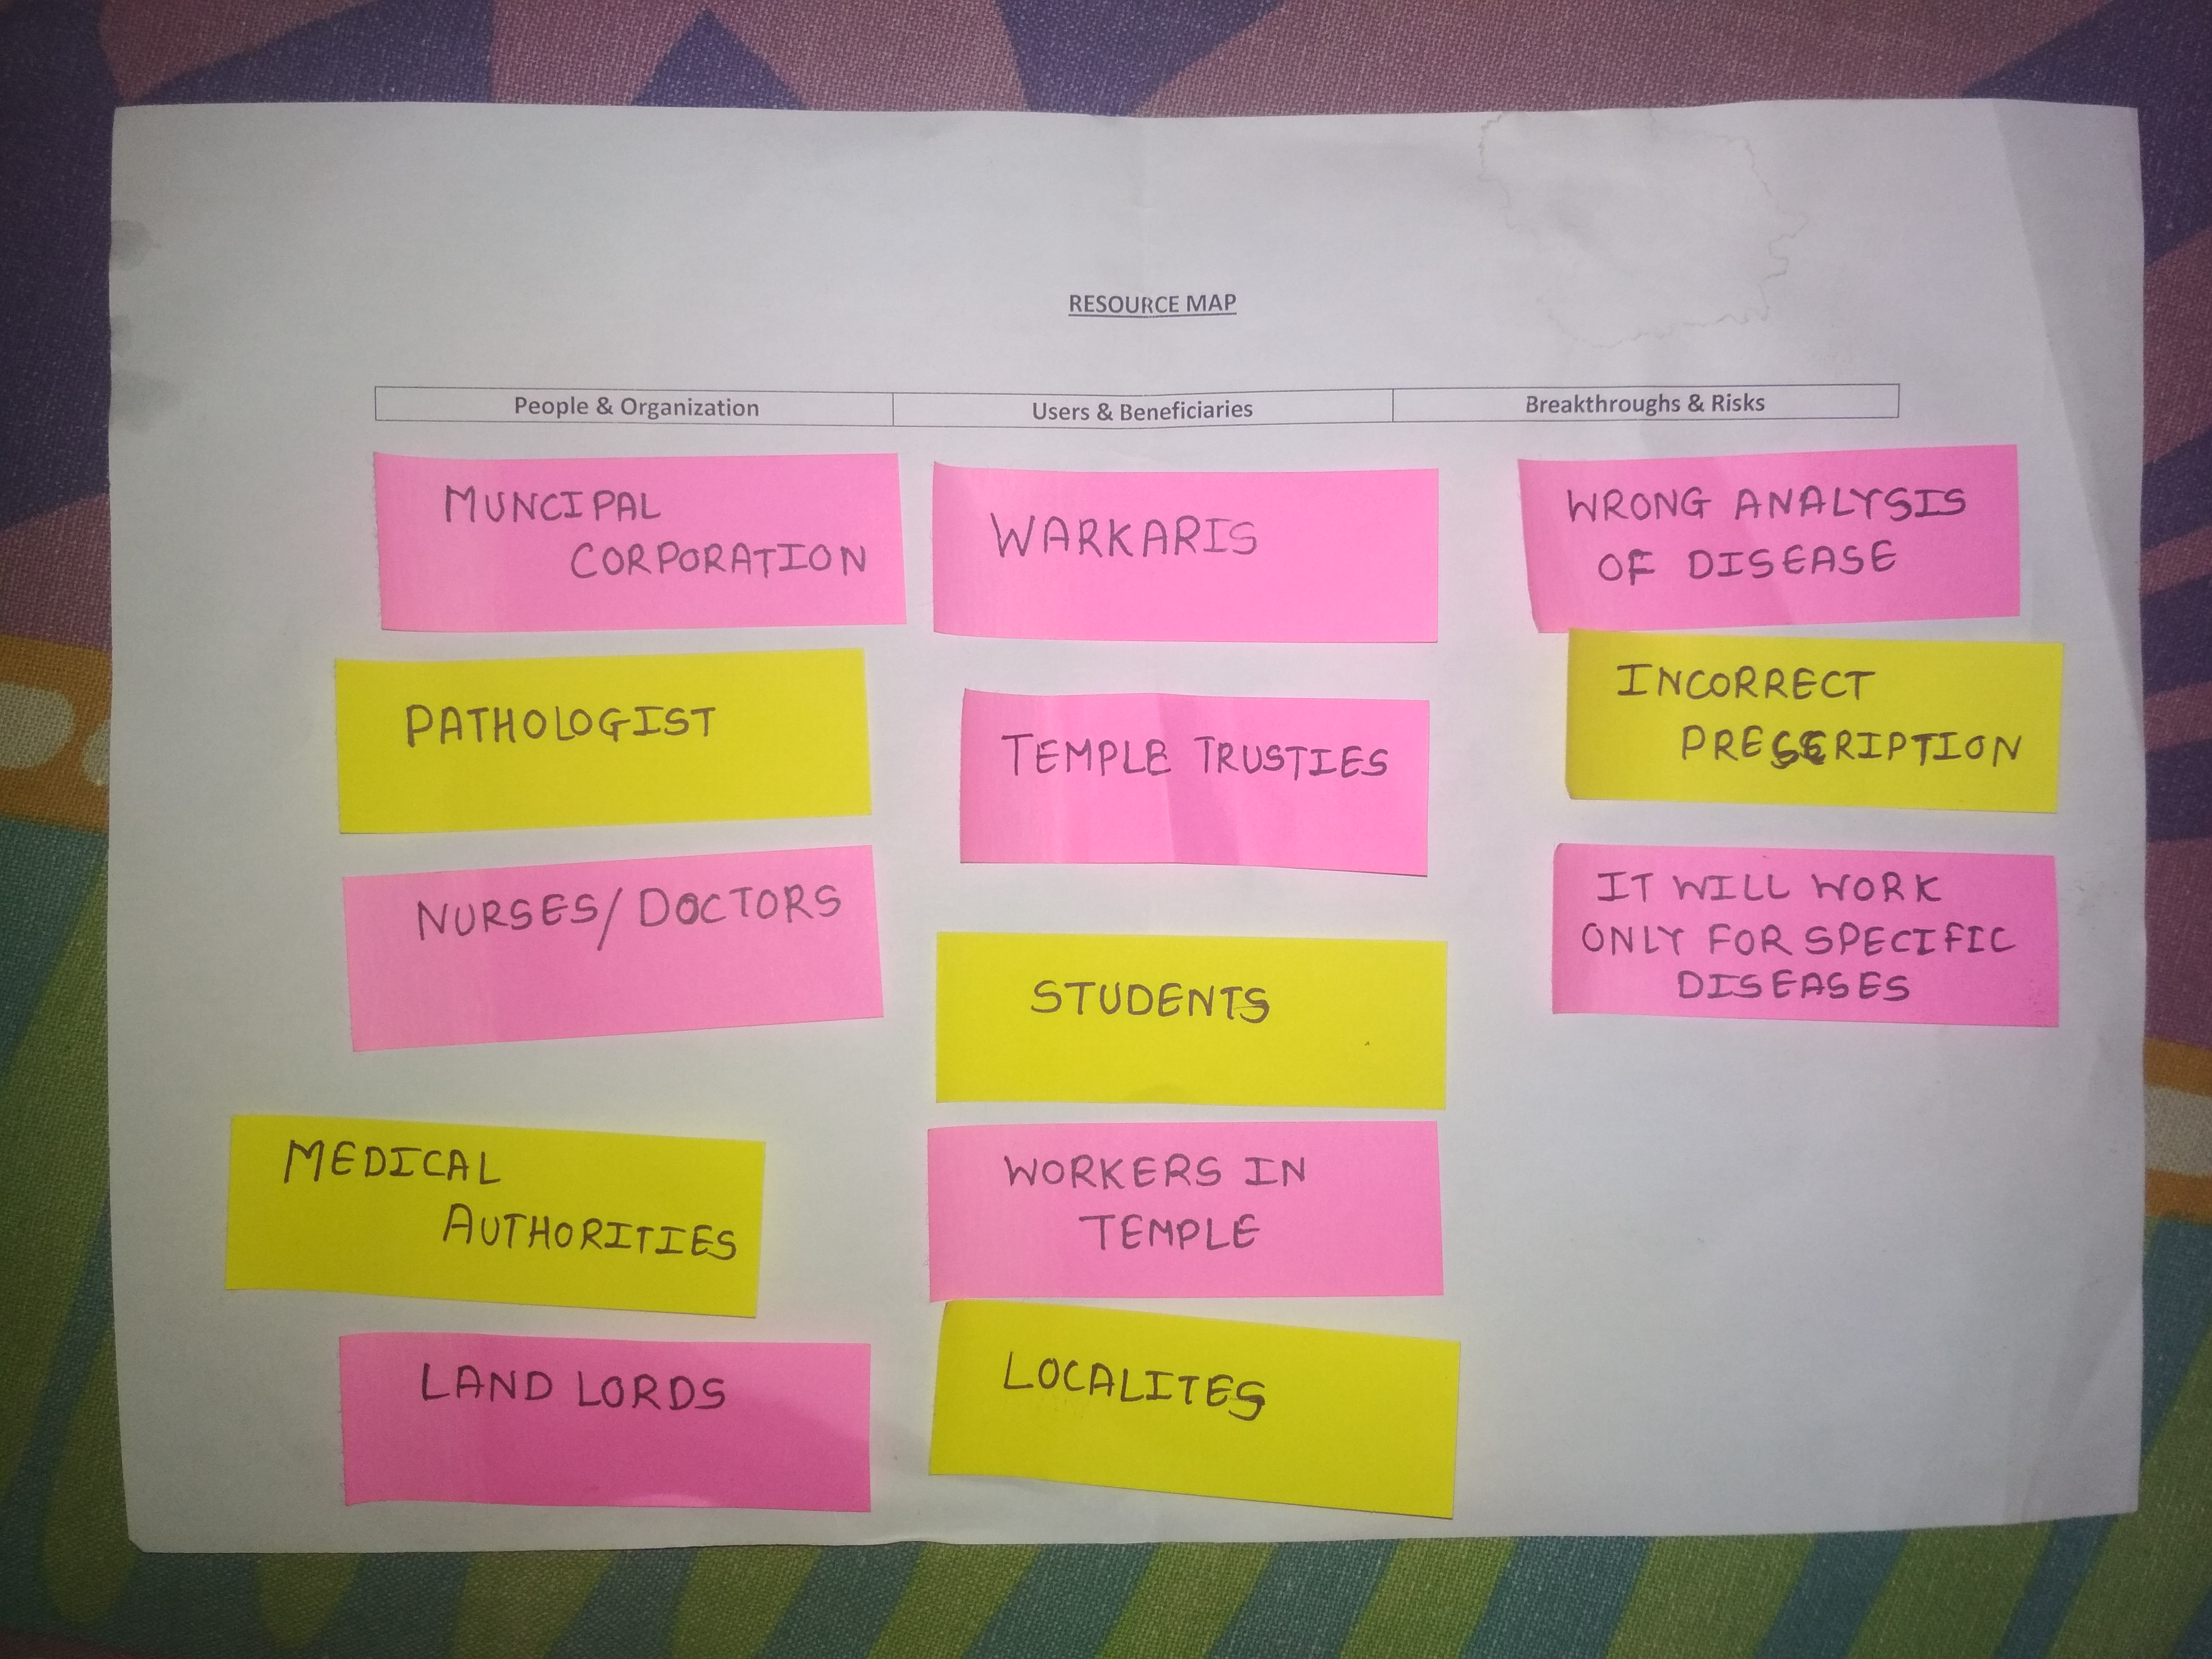 RESOURCE MAP
People & Organization
Users & Beneficiaries
Breakthroughs & Risks
MUNCIPAL
CORPORATION
PATHOLOGIST
NURSES/DOCTORS
MEDICAL
AUTHORITIES
LAND LORDS
WARKARIS
TEMPLE TRUSTIES
STUDENTS
WORKERS IN
TEMPLE
LOCALITES
WRONG ANALYSIS
OF DISEASE
INCORRECT
PRESCRIPTION
IT WILL WORK
ONLY FOR SPECIFIC
DISEASES